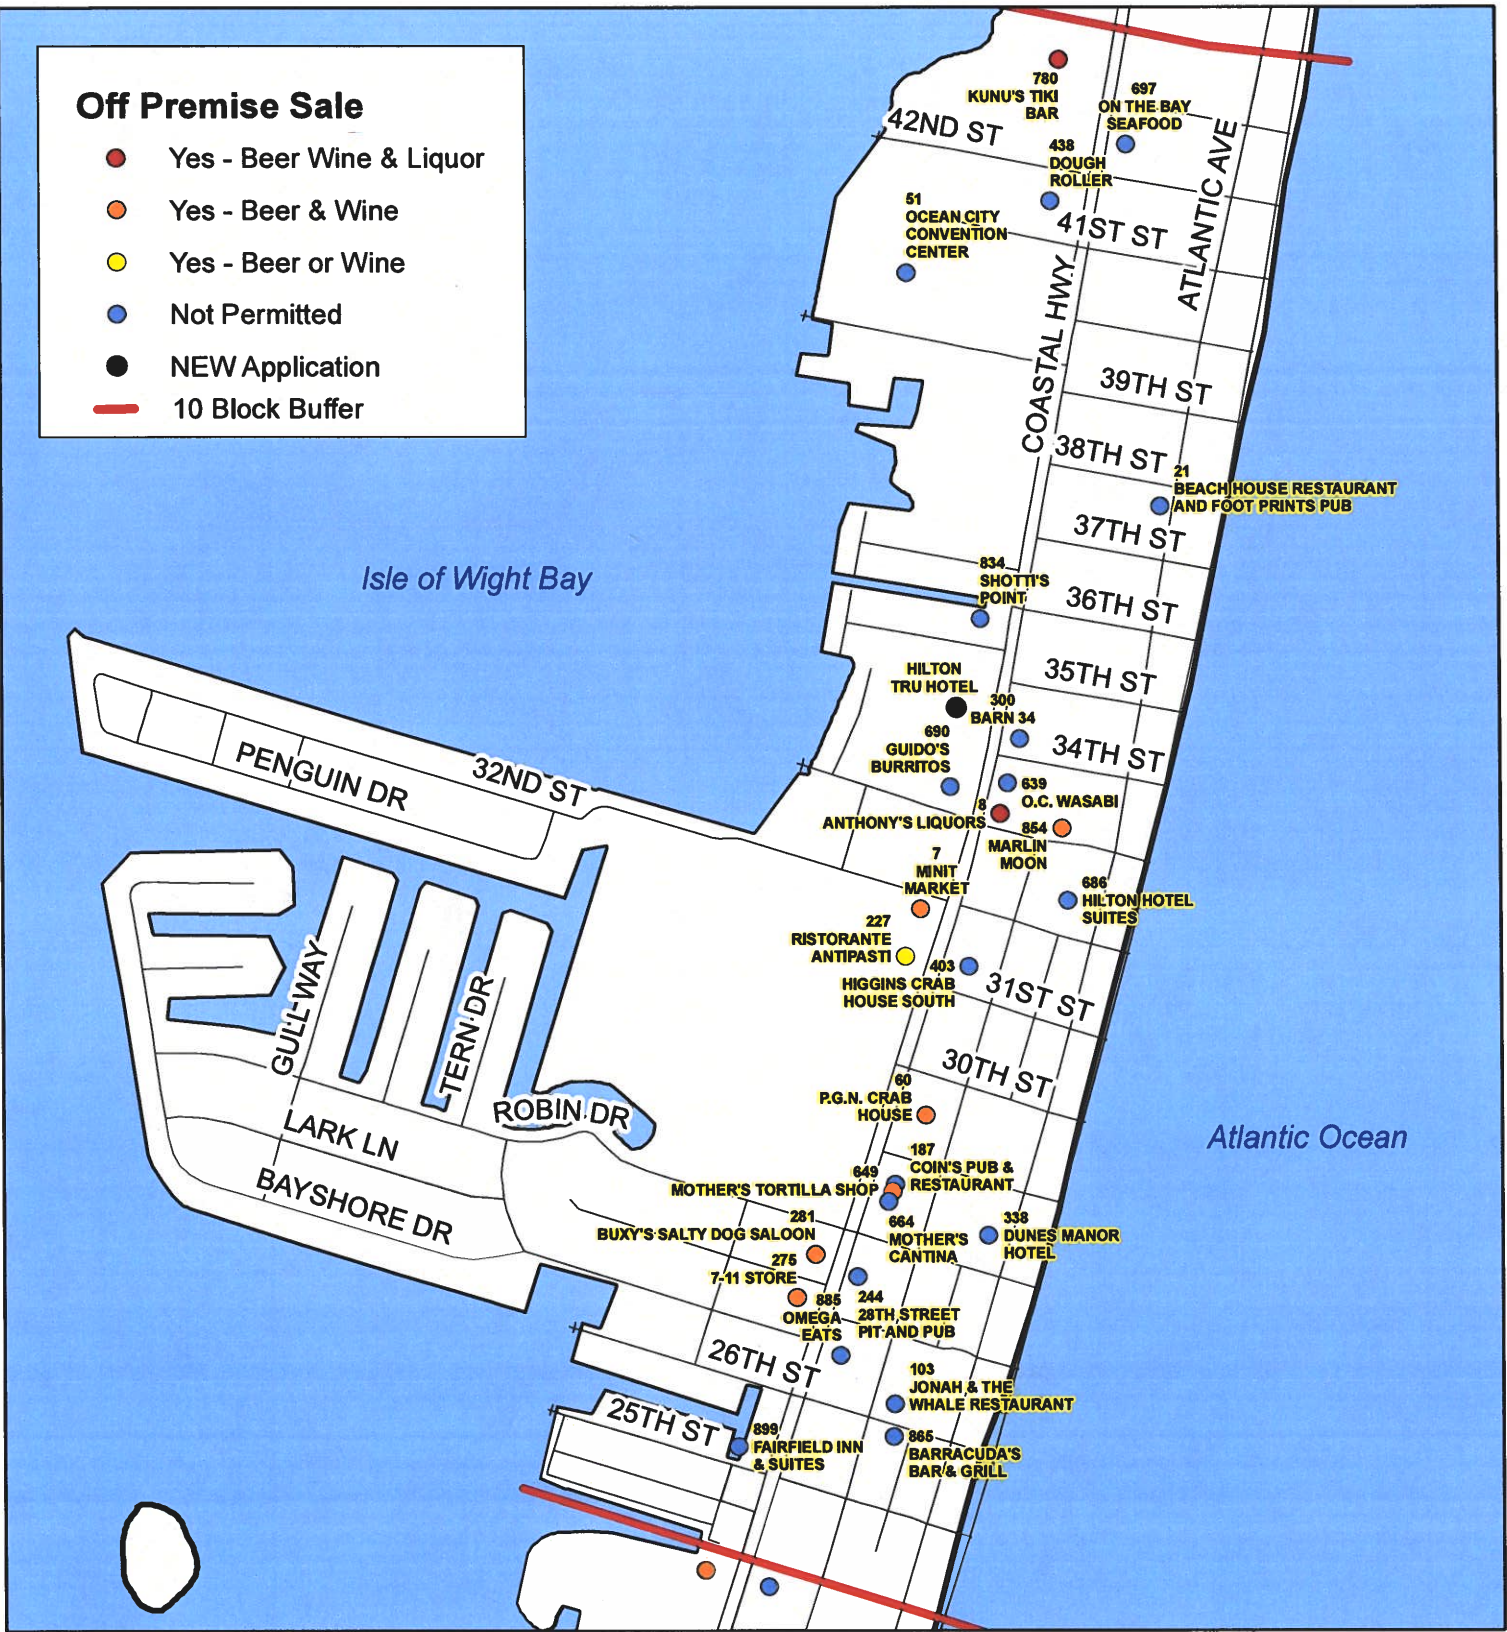 Off Premise Sale
Yes - Beer Wine & Liquor
Yes - Beer & Wine
Yes - Beer or Wine
Not Permitted
NEW Application
10 Block Buffer
780
KUNU'S TIKI
BAR
697
ON THE BAY
SEAFOOD
42ND ST
438
DOUGH
ROLLER
51
OCEAN CITY
CONVENTION
CENTER
41ST ST
ATLANTIC AVE
COASTAL HWY
39TH ST
38TH ST
21
BEACH HOUSE RESTAURANT
AND FOOT PRINTS PUB
37TH ST
Isle of Wight Bay
834
SHOTTI'S
POINT
36TH ST
35TH ST
HILTON
TRU HOTEL
300
BARN 34
690
GUIDO'S
BURRITOS
34TH ST
639
O.C. WASABI
8
ANTHONY'S LIQUORS
854
MARLIN
MOON
PENGUIN DR
32ND ST
7
MINIT
MARKET
686
HILTON HOTEL
SUITES
227
RISTORANTE
ANTIPASTI
403
HIGGINS CRAB
HOUSE SOUTH
31ST ST
GULL WAY
TERN DR
30TH ST
60
P.G.N. CRAB
HOUSE
ROBIN DR
LARK LN
BAYSHORE DR
Atlantic Ocean
187
COIN'S PUB &
RESTAURANT
649
MOTHER'S TORTILLA SHOP
664
MOTHER'S
CANTINA
338
DUNES MANOR
HOTEL
281
BUXY'S SALTY DOG SALOON
275
7-11 STORE
885
OMEGA
EATS
244
28TH STREET
PIT AND PUB
26TH ST
103
JONAH & THE
WHALE RESTAURANT
25TH ST
899
FAIRFIELD INN
& SUITES
865
BARRACUDA'S
BAR & GRILL